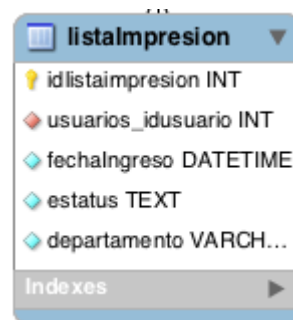 listaImpresion
idlistaimpresion INT
usuarios_idusuario INT
fechaIngreso DATETIME
estatus TEXT
departamento VARCH...
Indexes